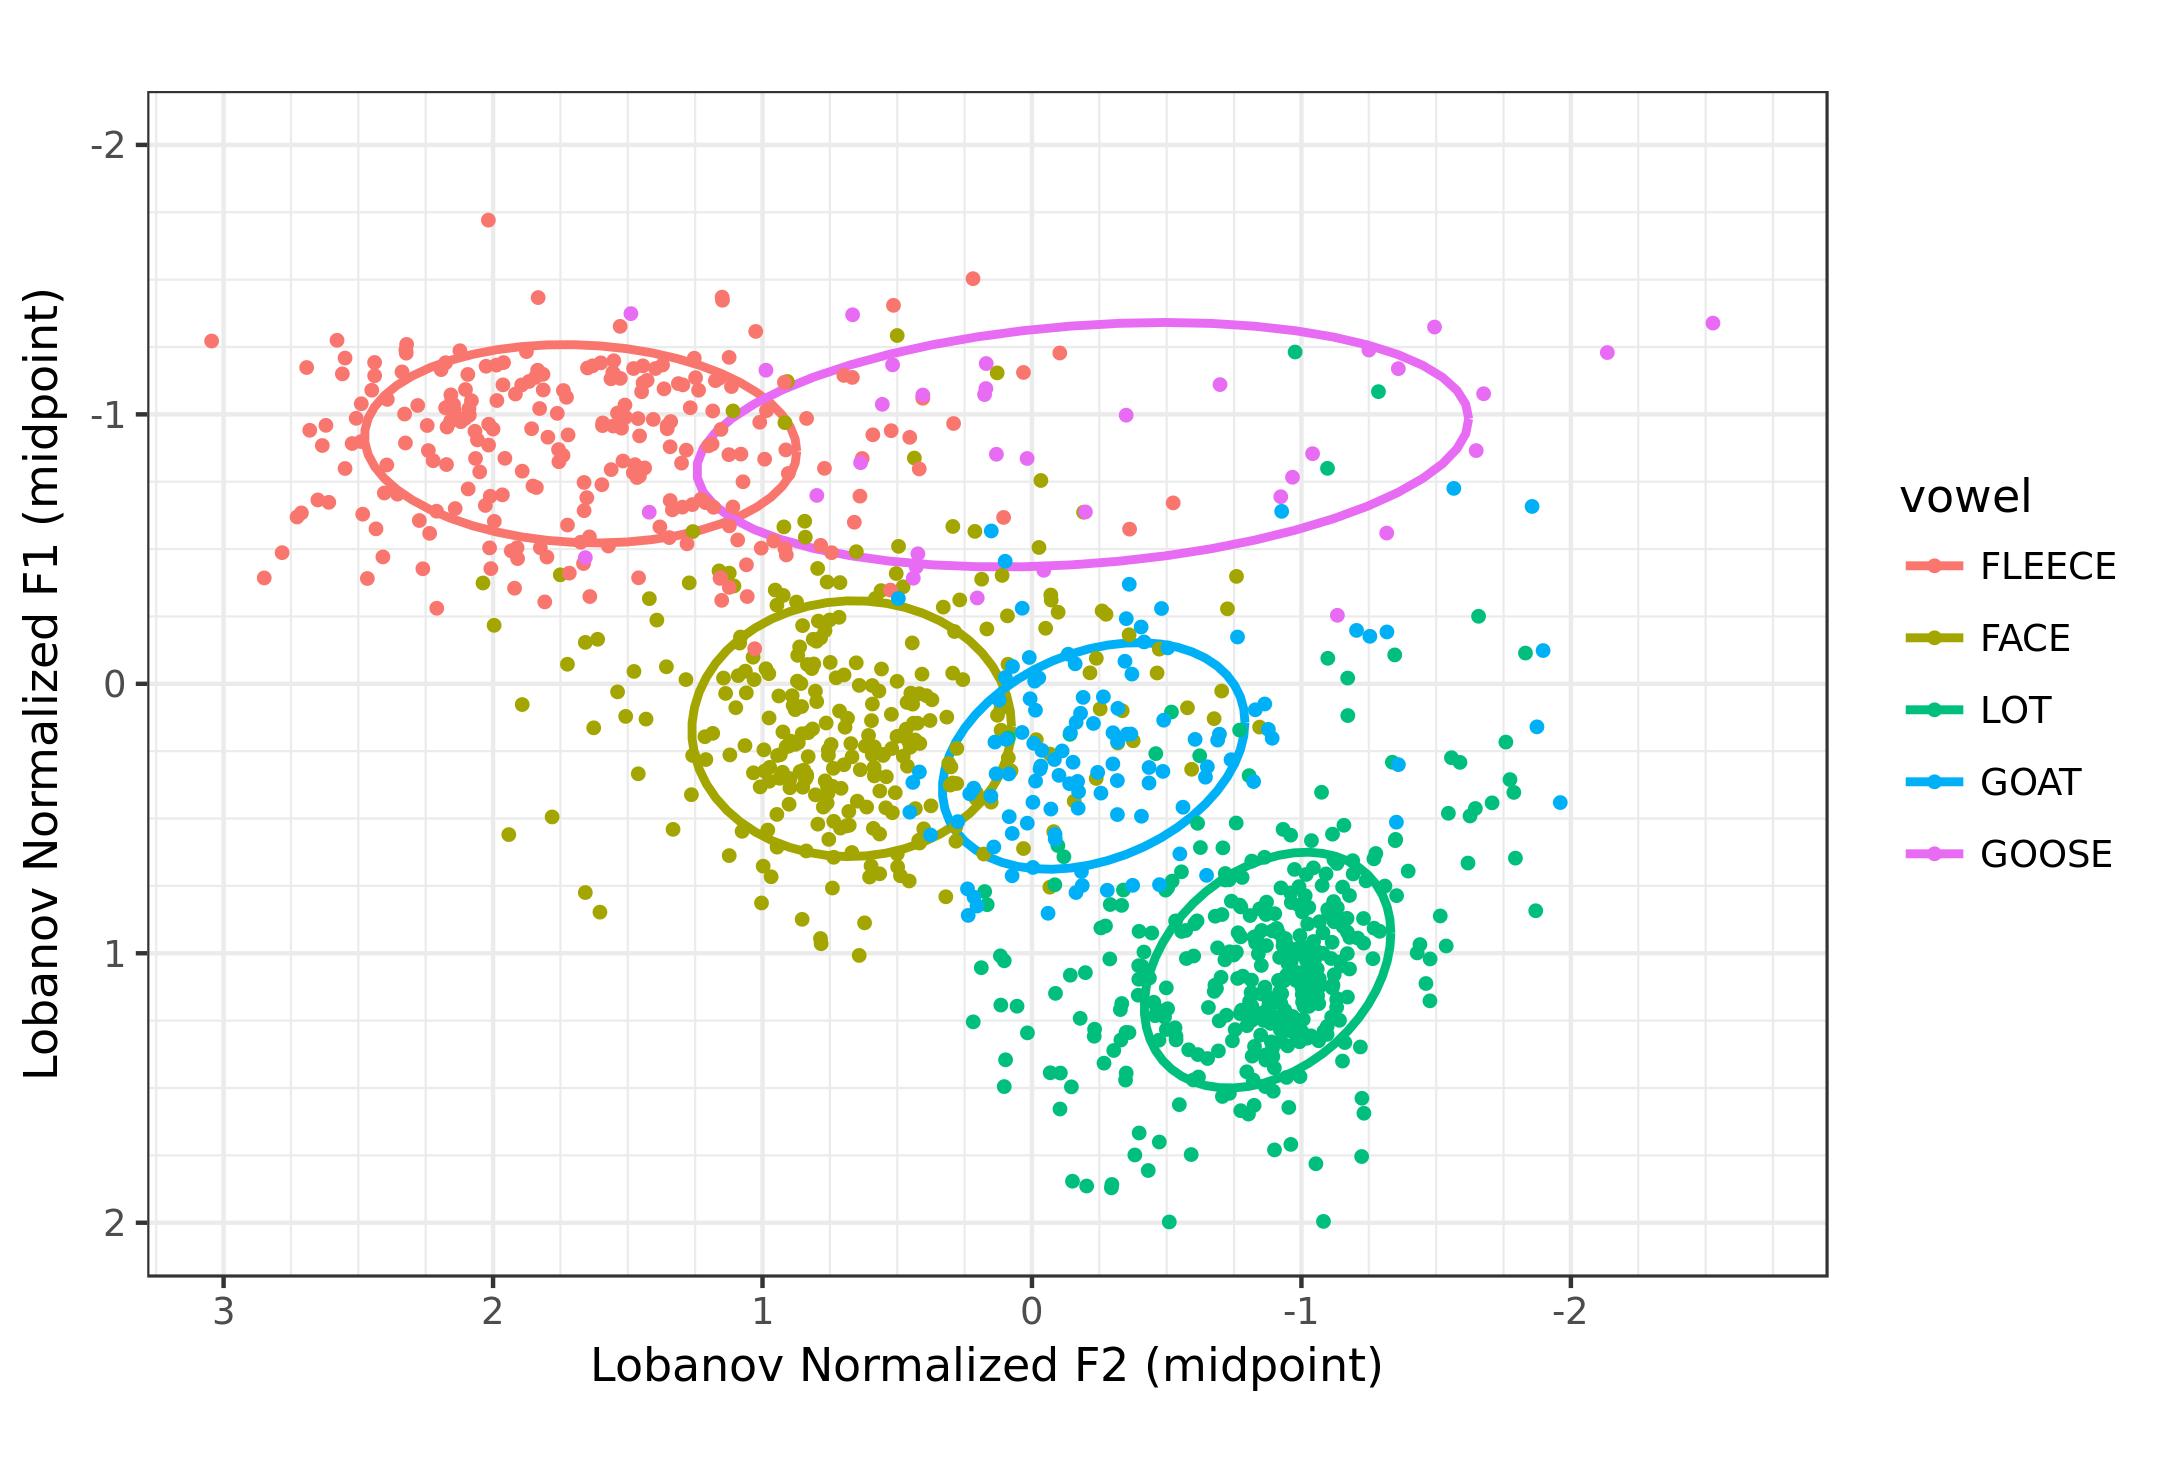 Lobanov Normalized F1 (midpoint)
-2
-1
0
1
2
3
2
1
0
-1
-2
Lobanov Normalized F2 (midpoint)
vowel
FLEECE
FACE
LOT
GOAT
GOOSE